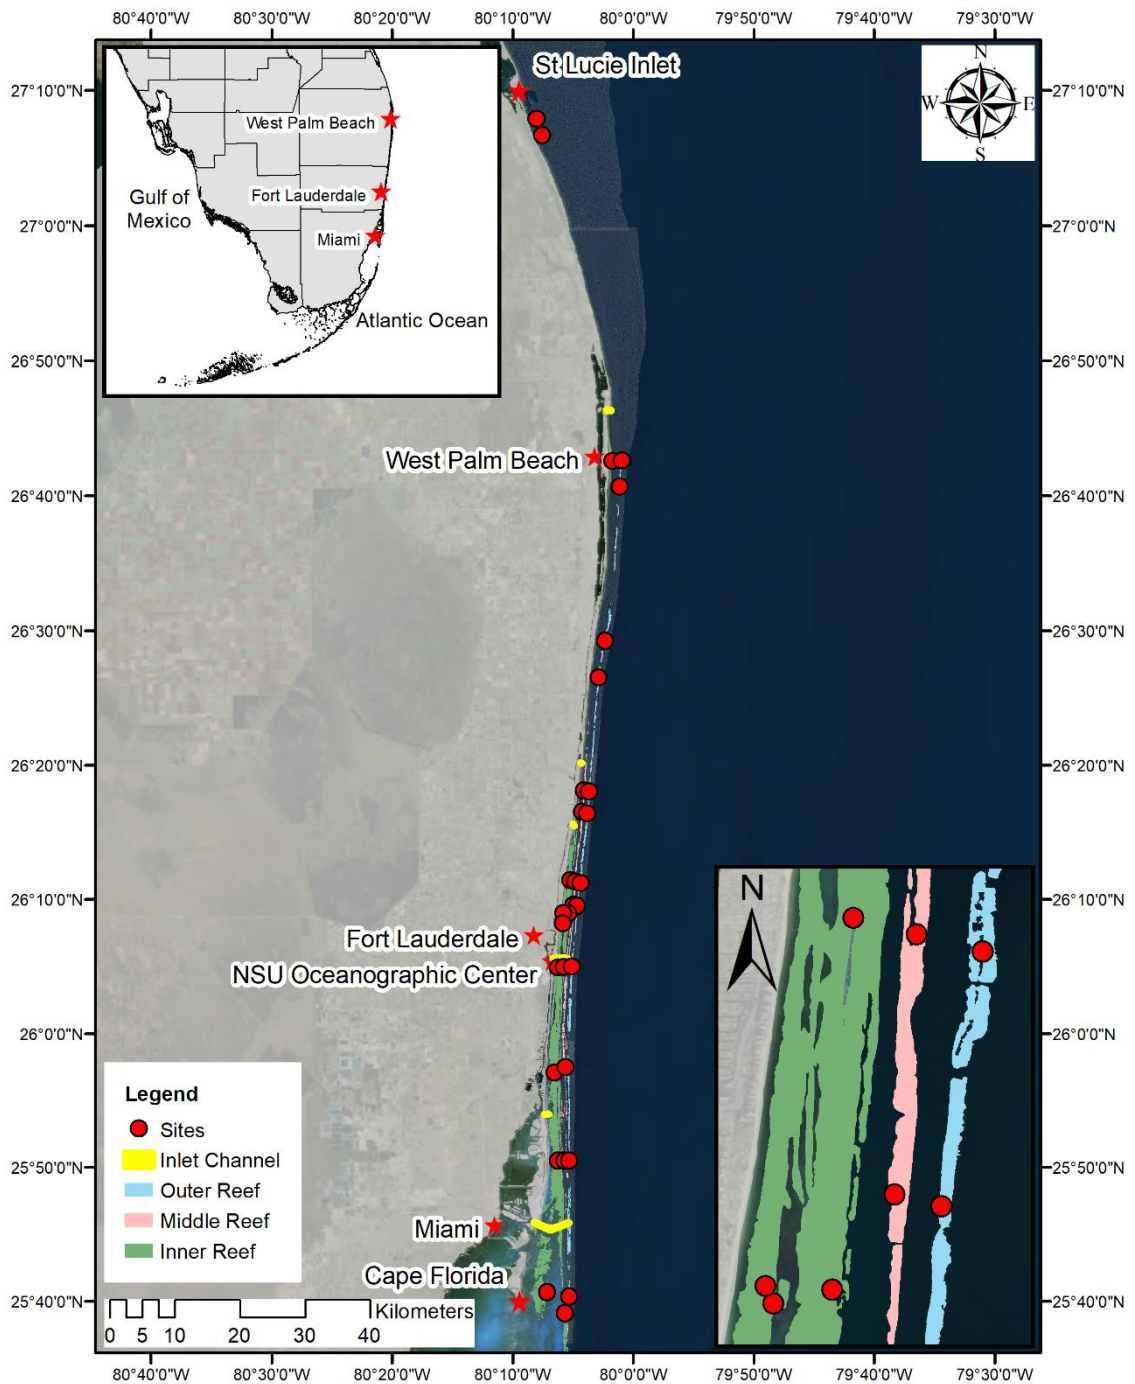 80°40'0"W 80°30'0"W 80°20'0"W 80°10'0"W 80°0'0"W 79°50'0"W 79°40'0"W 79°30'0"W
St Lucie Inlet
N
W E
S
West Palm Beach
Fort Lauderdale
Miami
Gulf of
Mexico
Atlantic Ocean
27°10'0"N 27°10'0"N
27°0'0"N 27°0'0"N
26°50'0"N 26°50'0"N
West Palm Beach
26°40'0"N 26°40'0"N
26°30'0"N 26°30'0"N
26°20'0"N 26°20'0"N
26°10'0"N 26°10'0"N
N
Fort Lauderdale
NSU Oceanographic Center
26°0'0"N 26°0'0"N
Legend
Sites
Inlet Channel
Outer Reef
Middle Reef
Inner Reef
25°50'0"N 25°50'0"N
Miami
Cape Florida
25°40'0"N 25°40'0"N
Kilometers
0 5 10 20 30 40
80°40'0"W 80°30'0"W 80°20'0"W 80°10'0"W 80°0'0"W 79°50'0"W 79°40'0"W 79°30'0"W